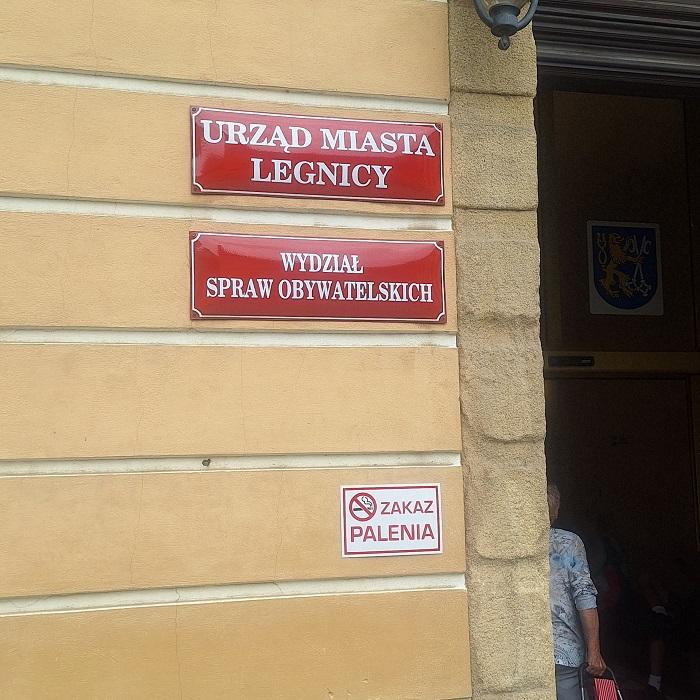 URZĄD MIASTA
LEGNICY
WYDZIAŁ
SPRAW OBYWATELSKICH
ZAKAZ
PALENIA